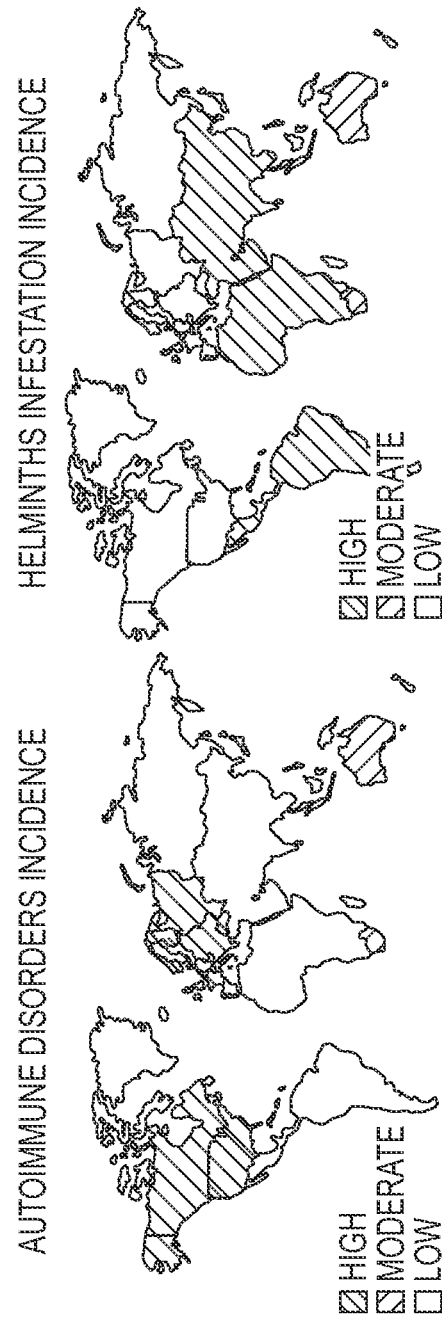 AUTOIMMUNE DISORDERS INCIDENCE
HIGH
MODERATE
LOW
HELMINTHS INFESTATION INCIDENCE
HIGH
MODERATE
LOW